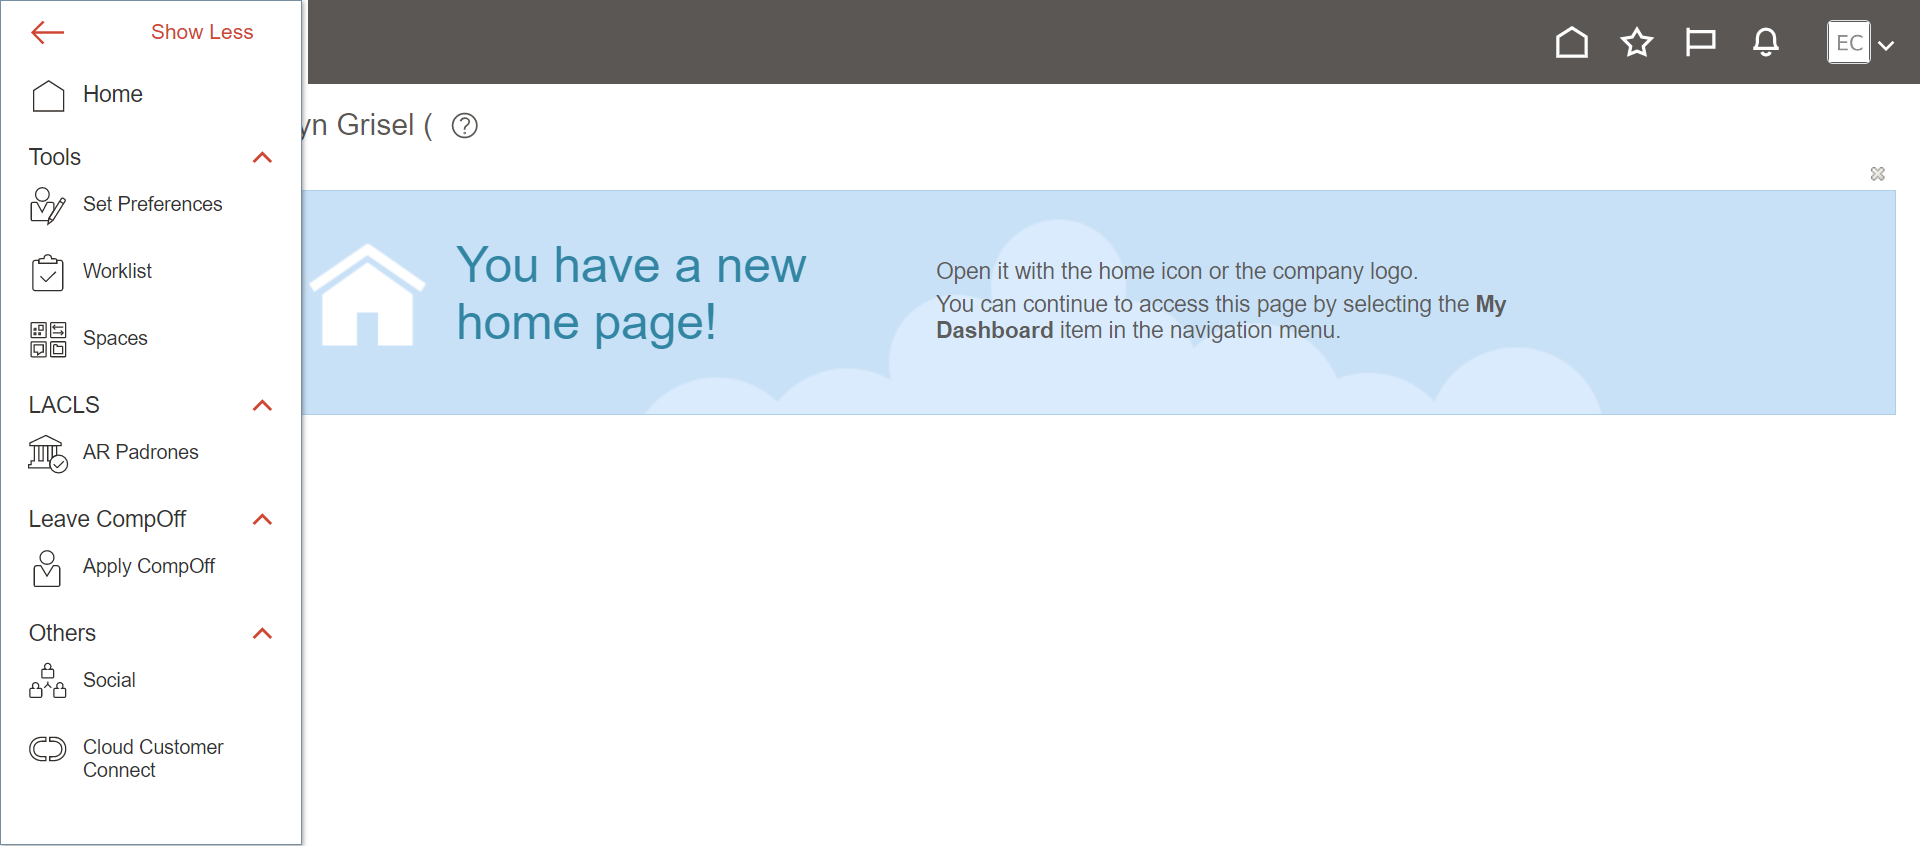 Show Less
Home
Tools
Set Preferences
Worklist
Spaces
LACLS
AR Padrones
Leave CompOff
Apply CompOff
Others
Social
Cloud Customer
Connect
EC
yn Grisel (
?
You have a new
home page!
Open it with the home icon or the company logo.
You can continue to access this page by selecting the My
Dashboard item in the navigation menu.